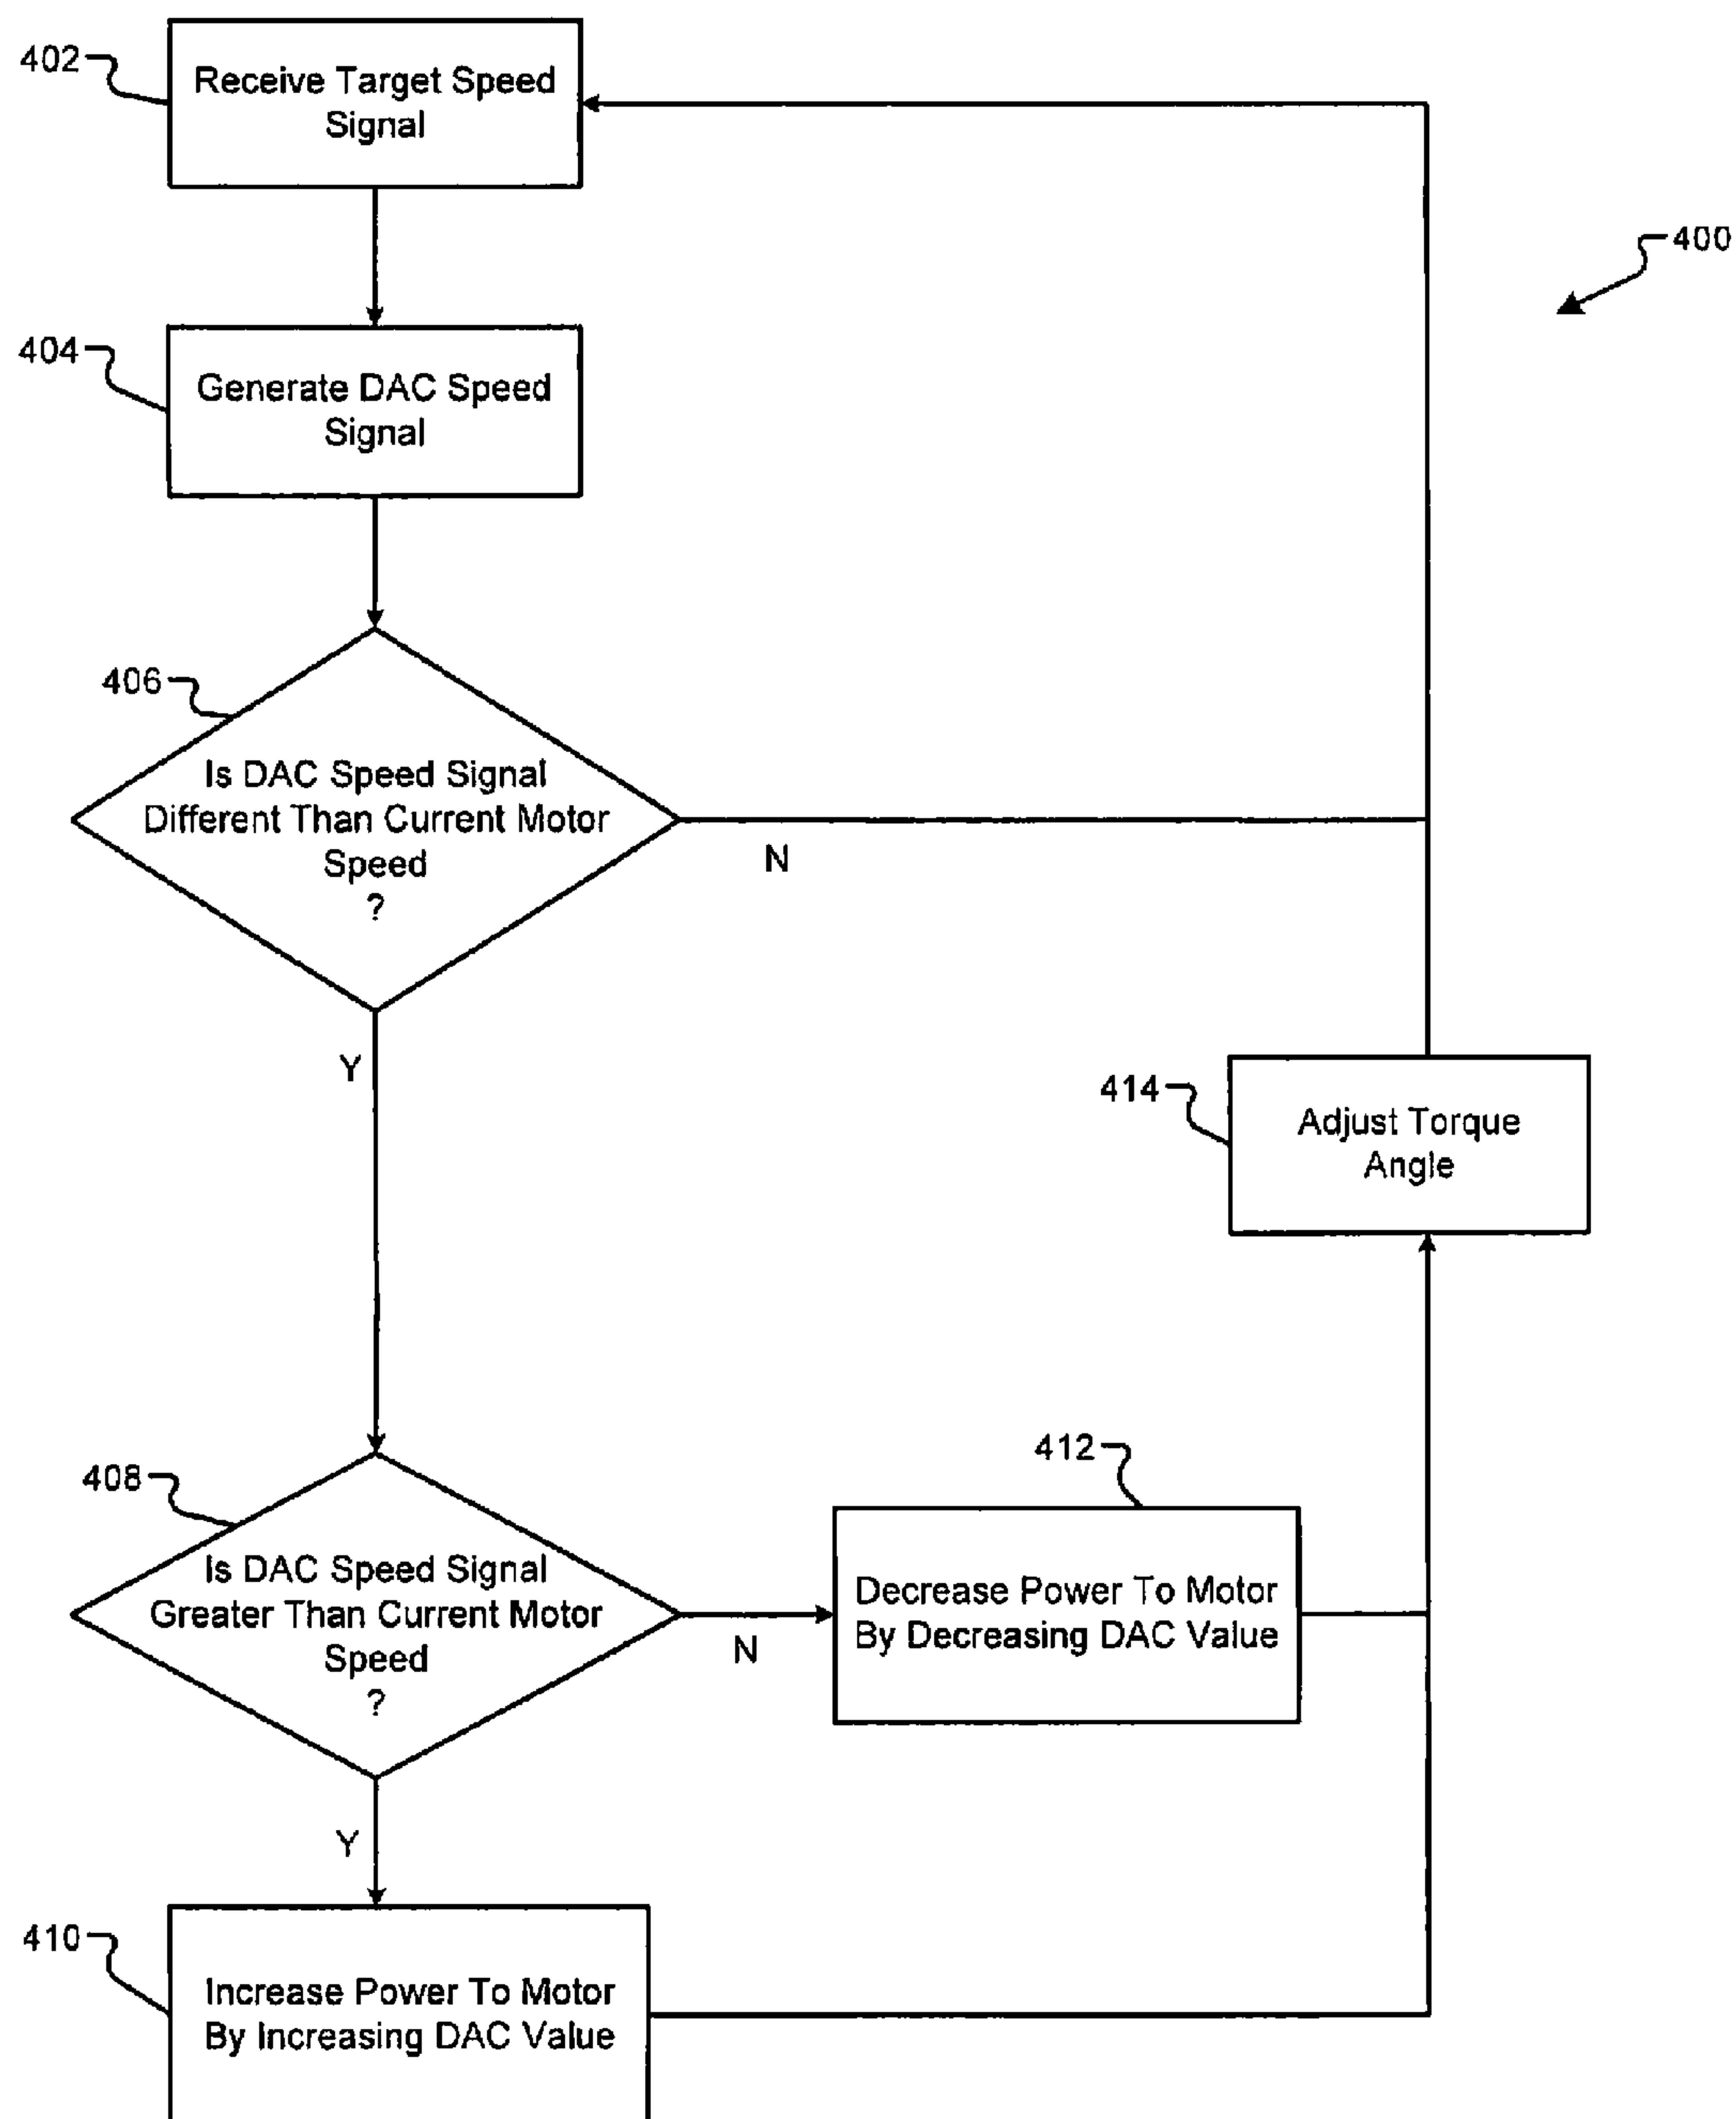 402
Receive Target Speed
Signal
400
404
Generate DAC Speed
Signal
406
Is DAC Speed Signal
Different Than Current Motor
Speed
?
N
Y
414
Adjust Torque
Angle
408
Is DAC Speed Signal
Greater Than Current Motor
Speed
?
N
412
Decrease Power To Motor
By Decreasing DAC Value
Y
410
Increase Power To Motor
By Increasing DAC Value